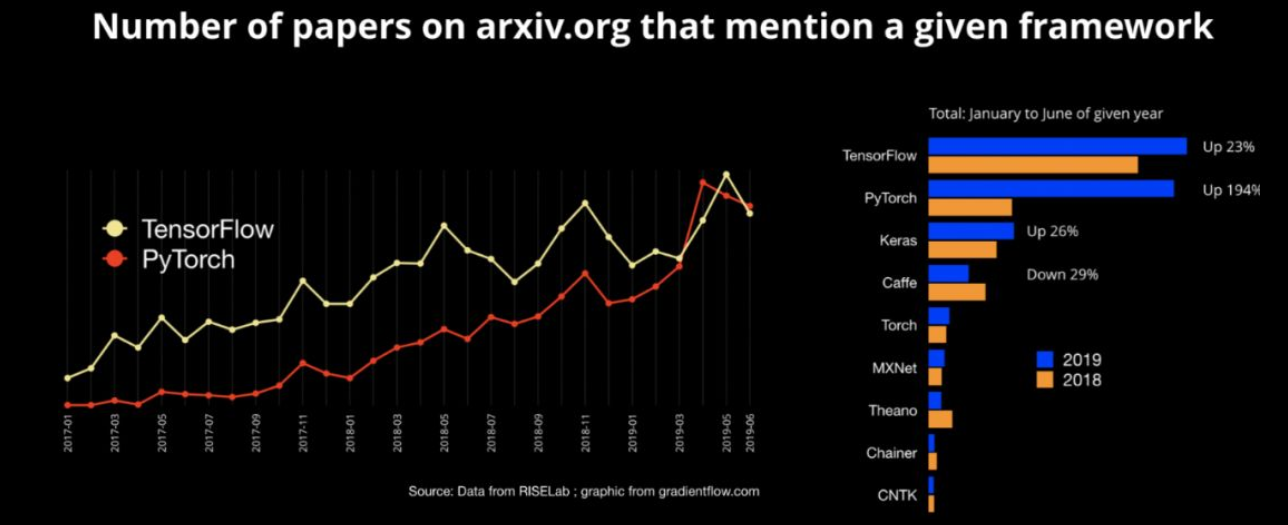 Number of papers on arxiv.org that mention a given framework
TensorFlow
PyTorch
2017-01
2017-03
2017-05
2017-07
2017-09
2017-11
2018-01
2018-03
2018-05
2018-07
2018-09
2018-11
2019-01
2019-03
2019-05
2019-06
Source: Data from RISELab ; graphic from gradientflow.com
Total: January to June of given year
TensorFlow Up 23%
PyTorch Up 194%
Keras Up 26%
Caffe Down 29%
Torch
MXNet
Theano
Chainer
CNTK
2019
2018